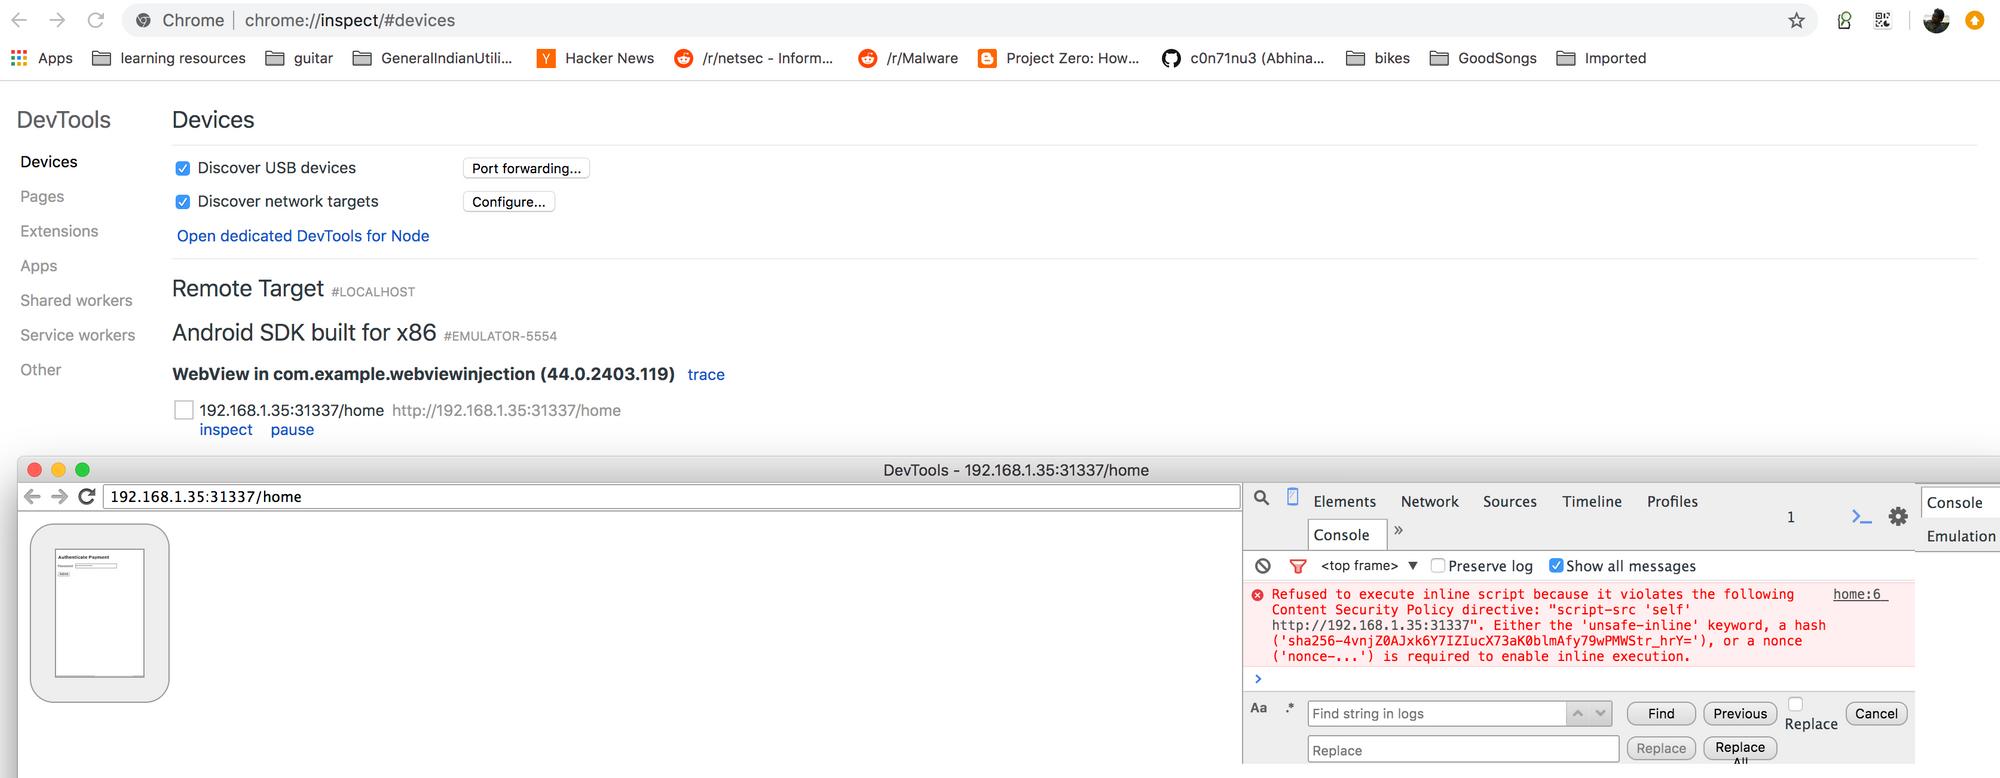 Chrome | chrome://inspect/#devices
Apps learning resources guitar GeneralIndianUtili... Hacker News /r/netsec - Inform... /r/Malware Project Zero: How... c0n71nu3 (Abhina... bikes GoodSongs Imported
DevTools
Devices
Devices
Pages
Extensions
Apps
Shared workers
Service workers
Other
Discover USB devices Port forwarding...
Discover network targets Configure...
Open dedicated DevTools for Node
Remote Target #LOCALHOST
Android SDK built for x86 #EMULATOR-5554
WebView in com.example.webviewinjection (44.0.2403.119) trace
192.168.1.35:31337/home http://192.168.1.35:31337/home
inspect pause
DevTools - 192.168.1.35:31337/home
192.168.1.35:31337/home
Authenticate Payment
Elements Network Sources Timeline Profiles
Console »
1
Console
Emulation
<top frame> ▼ Preserve log Show all messages
Refused to execute inline script because it violates the following home:6
Content Security Policy directive: "script-src 'self'
http://192.168.1.35:31337". Either the 'unsafe-inline' keyword, a hash
('sha256-4vnjZ0AJxk6Y7IZIucX73aK0blmAfy79wPMWStr_hrY='), or a nonce
('nonce-...') is required to enable inline execution.
>
Aa .* Find string in logs Find Previous Replace Cancel
Replace Replace Replace All